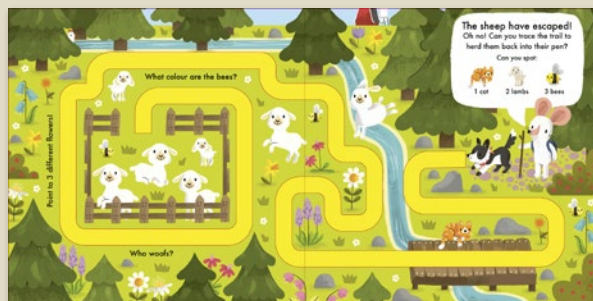 The sheep have escaped!
Oh no! Can you trace the trail to
herd them back into their pen?
Can you spot:
1 cat 2 lambs 3 bees
What colour are the bees?
Point to 3 different flowers!
Who woofs?